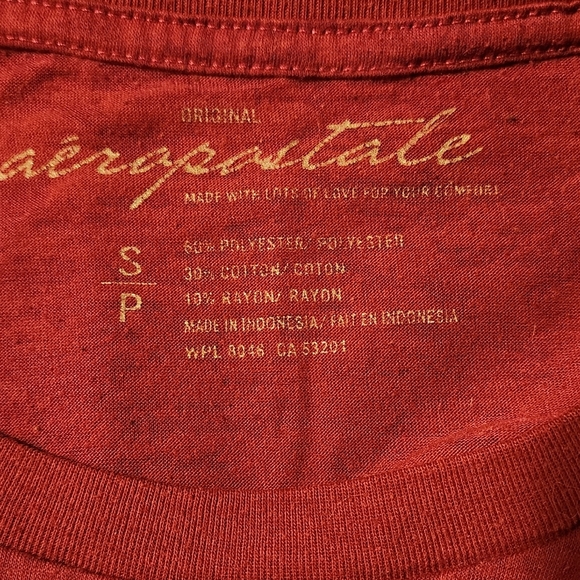 ORIGINAL
aéropostale
MADE WITH LOTS OF LOVE FOR YOUR COMFORT
S
P
60% POLYESTER/ POLYESTER
30% COTTON/ COTON
10% RAYON/ RAYON
MADE IN INDONESIA/ FAIT EN INDONESIA
WPL 8046 CA 53201